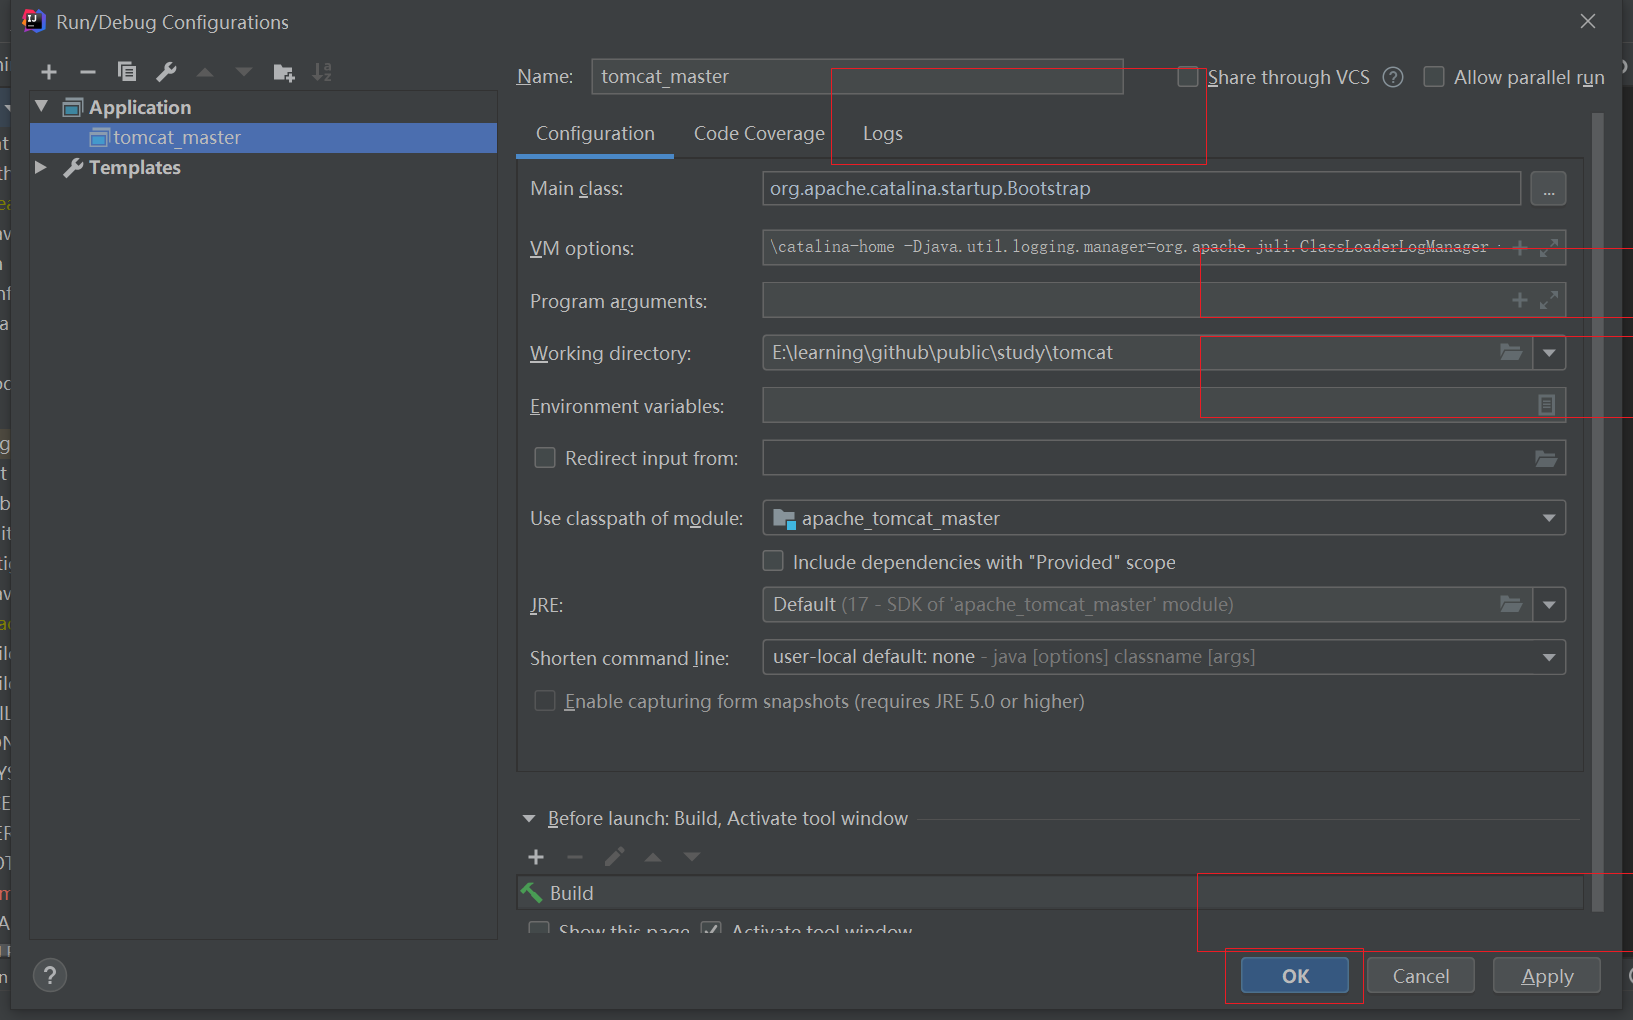 Run/Debug Configurations
Name: tomcat_master
Share through VCS
Allow parallel run
Application
tomcat_master
Templates
Configuration Code Coverage Logs
Main class: org.apache.catalina.startup.Bootstrap ...
VM options: \catalina-home -Djava.util.logging.manager=org.apache.juli.ClassLoaderLogManager
Program arguments:
Working directory: E:\learning\github\public\study\tomcat
Environment variables:
Redirect input from:
Use classpath of module: apache_tomcat_master
Include dependencies with "Provided" scope
JRE: Default (17 - SDK of 'apache_tomcat_master' module)
Shorten command line: user-local default: none - java [options] classname [args]
Enable capturing form snapshots (requires JRE 5.0 or higher)
Before launch: Build, Activate tool window
Build
Show this page Activate tool window
OK Cancel Apply